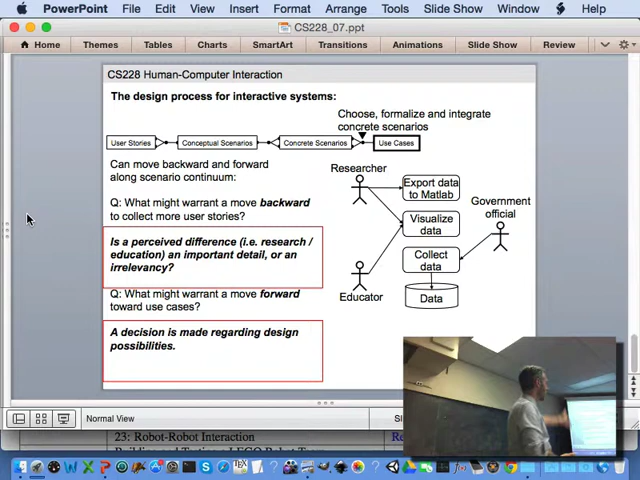 PowerPoint File Edit View Insert Format Arrange Tools Slide Show Window Help
CS228_07.ppt
Home Themes Tables Charts SmartArt Transitions Animations Slide Show Review
CS228 Human-Computer Interaction
The design process for interactive systems:
Choose, formalize and integrate
concrete scenarios
User Stories Conceptual Scenarios Concrete Scenarios Use Cases
Can move backward and forward
along scenario continuum:
Q: What might warrant a move backward
to collect more user stories?
Is a perceived difference (i.e. research /
education) an important detail, or an
irrelevancy?
Q: What might warrant a move forward
toward use cases?
A decision is made regarding design
possibilities.
Researcher
Export data
to Matlab
Government
official
Visualize
data
Collect
data
Educator
Data
Normal View
23: Robot-Robot Interaction